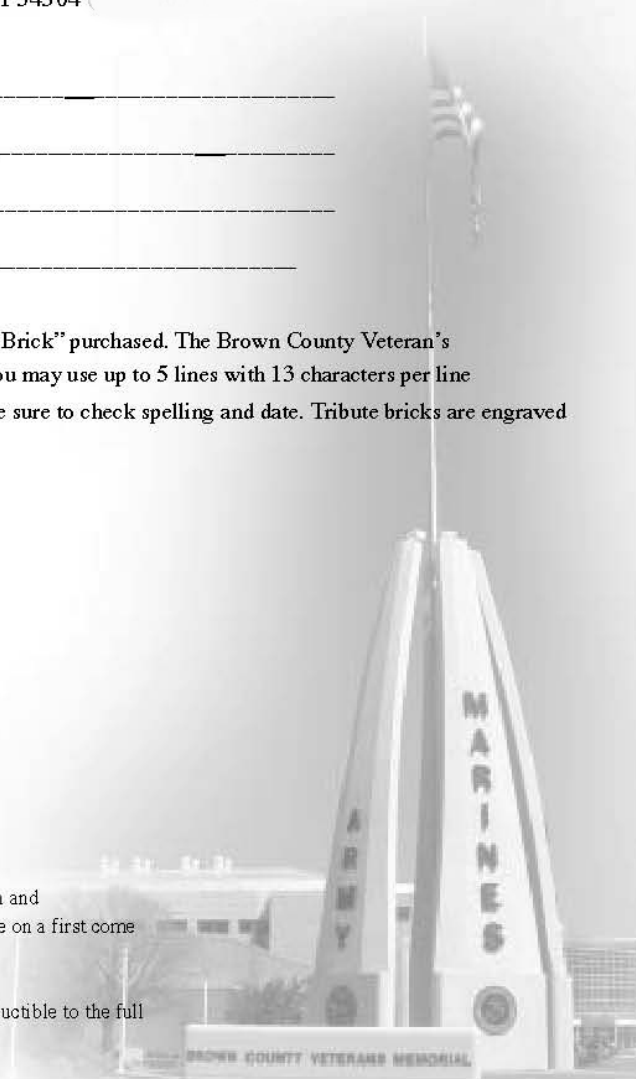 54304 (
Brick” purchased. The Brown County Veteran’s
ou may use up to 5 lines with 13 characters per line
e sure to check spelling and date. Tribute bricks are engraved
MARINES
ARMY
n and
e on a first come
uctible to the full
BROWN COUNTY VETERANS MEMORIAL